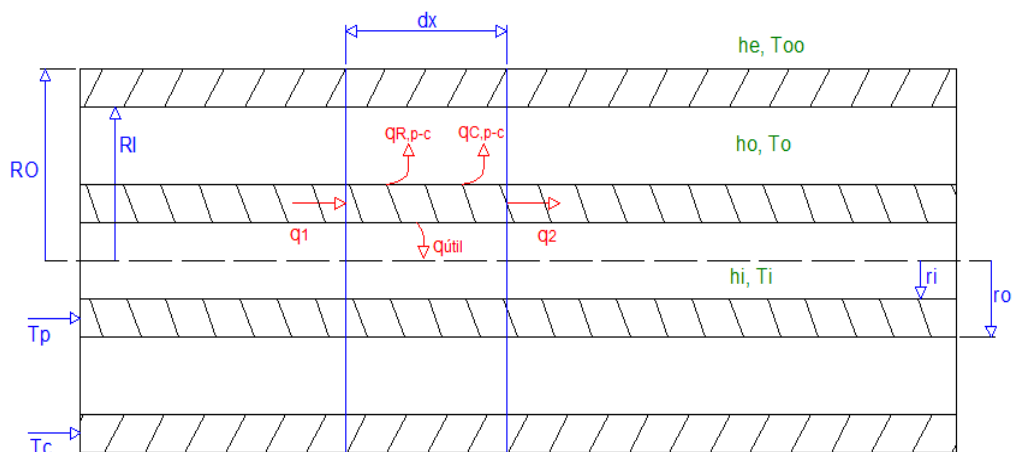 dx
he, Too
RO
RI
qR,p-c
qC,p-c
ho, To
q1
qútil
q2
hi, Ti
ri
ro
Tp
Tc